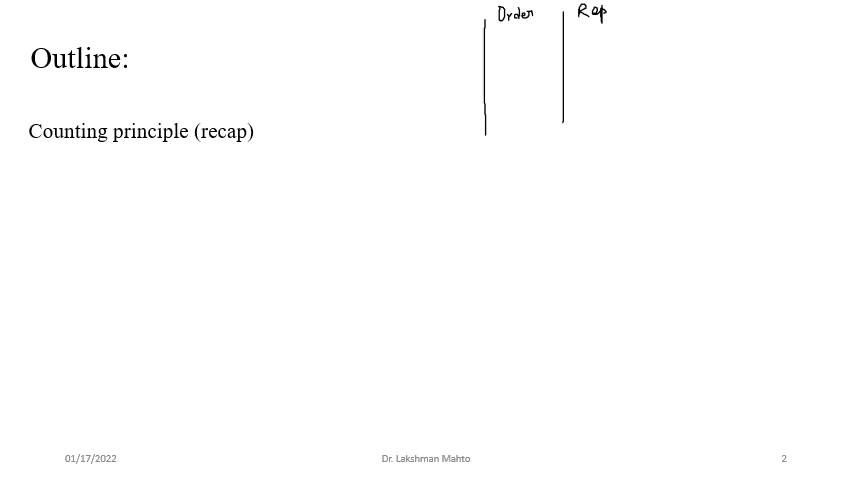 Order Rep
Outline:
Counting principle (recap)
01/17/2022 Dr. Lakshman Mahto 2